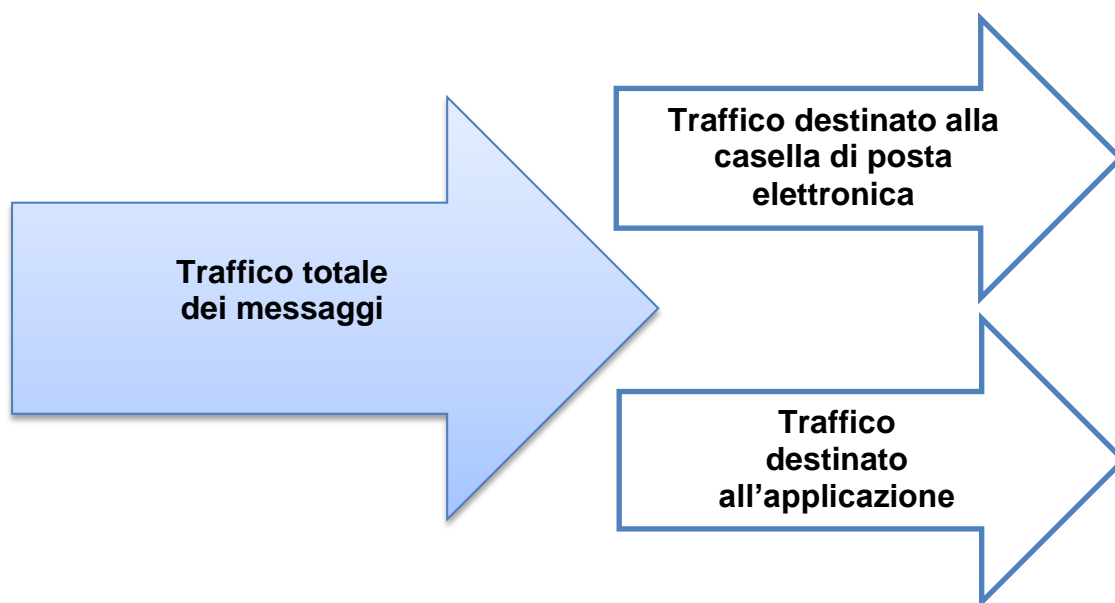 Traffico totale
dei messaggi
Traffico destinato alla
casella di posta
elettronica
Traffico
destinato
all’applicazione